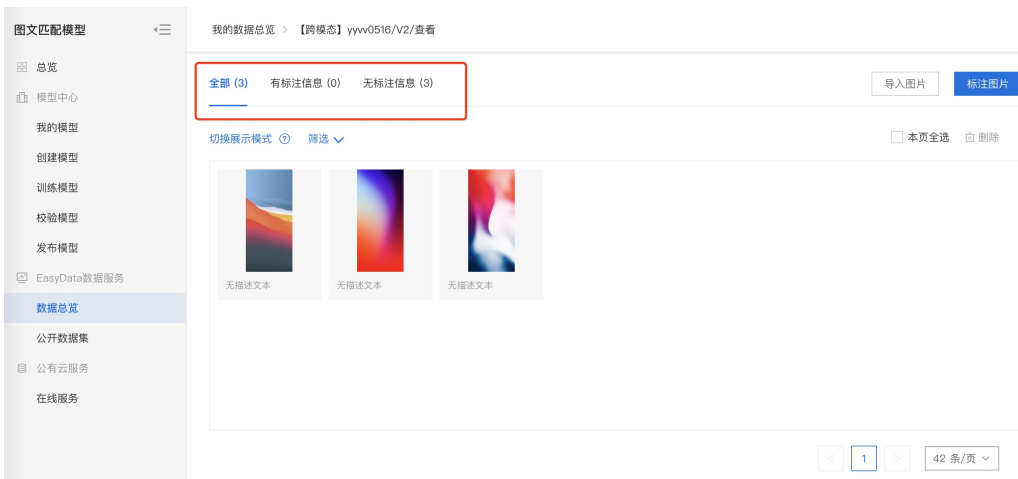 图文匹配模型
我的数据总览 > 【跨模态】yyvv0516/V2/查看
总览
模型中心
我的模型
创建模型
训练模型
校验模型
发布模型
EasyData数据服务
数据总览
公开数据集
公有云服务
在线服务
全部 (3) 有标注信息 (0) 无标注信息 (3)
导入图片 标注图片
切换展示模式 ? 筛选
本页全选 删除
无描述文本 无描述文本 无描述文本
< 1 > 42 条/页